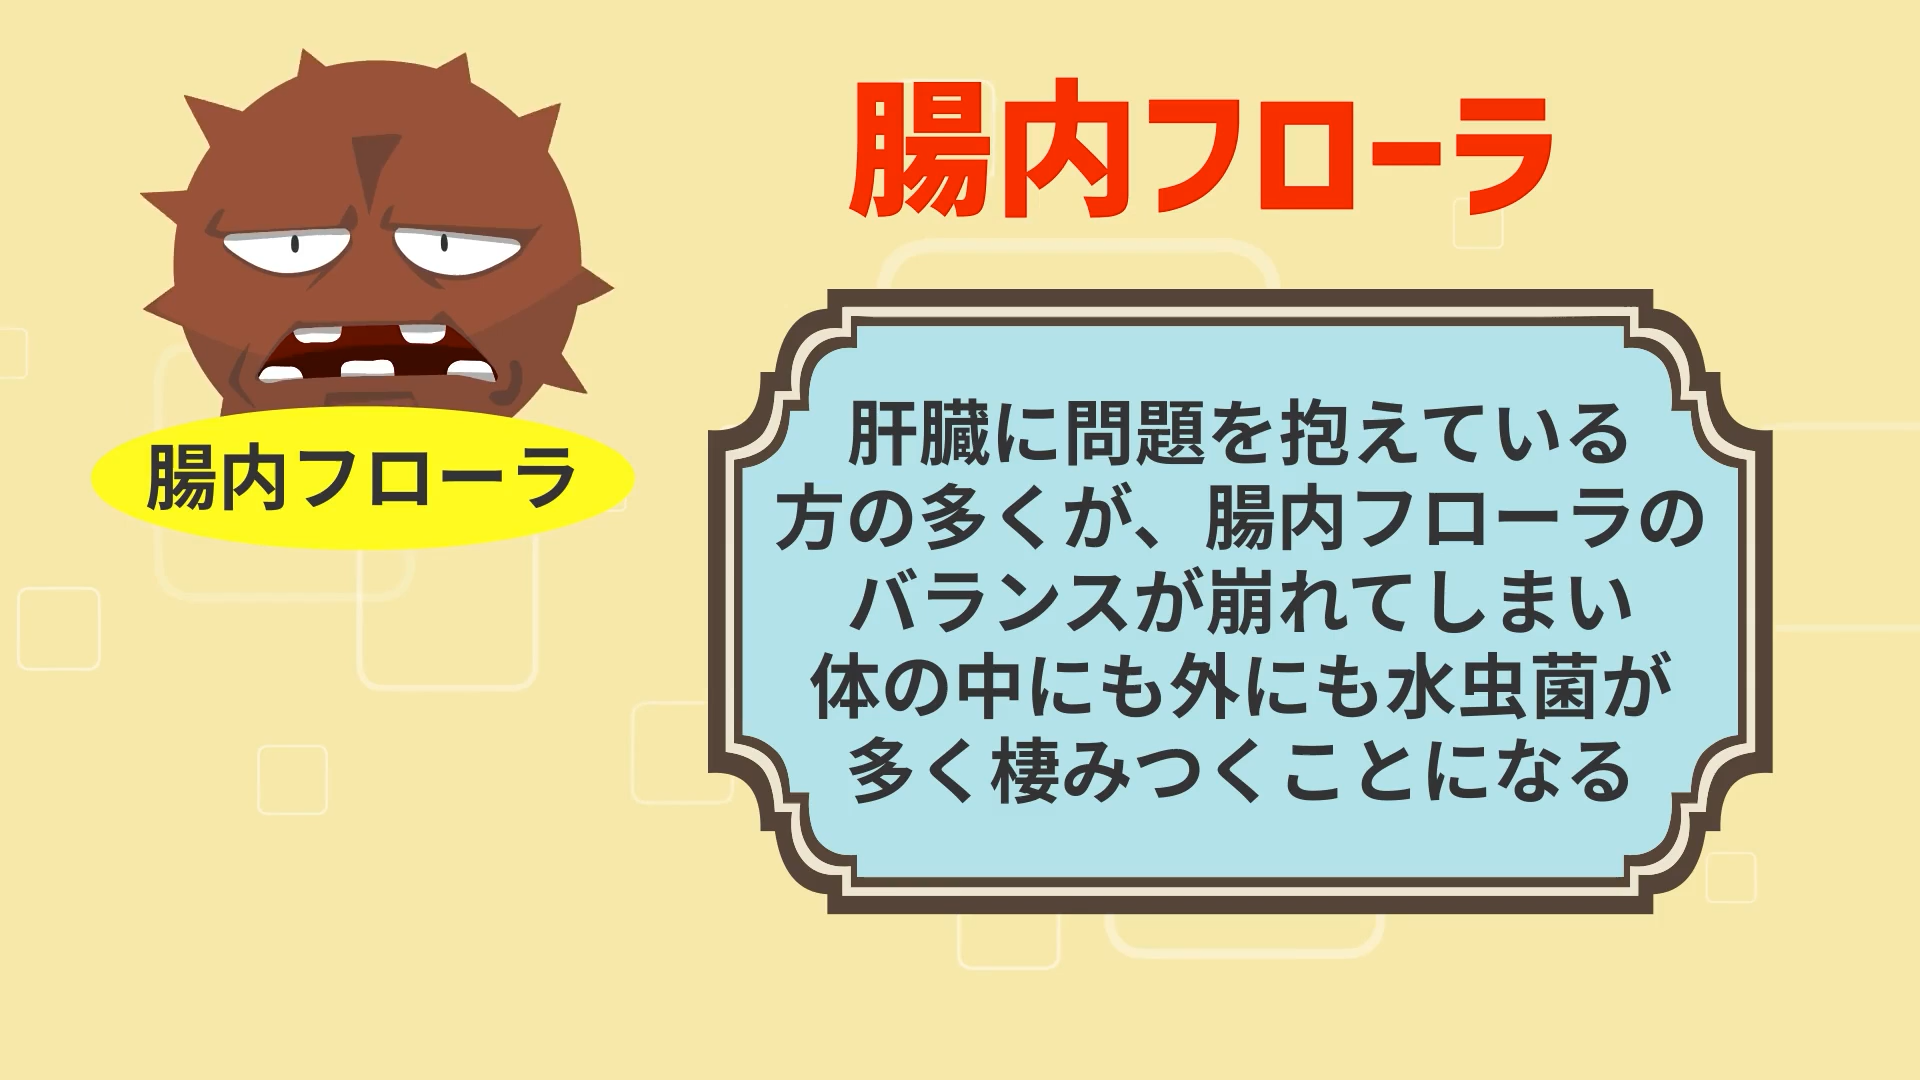 腸内フローラ
腸内フローラ
肝臓に問題を抱えている
方の多くが、腸内フローラの
バランスが崩れてしまい
体の中にも外にも水虫菌が
多く棲みつくことになる